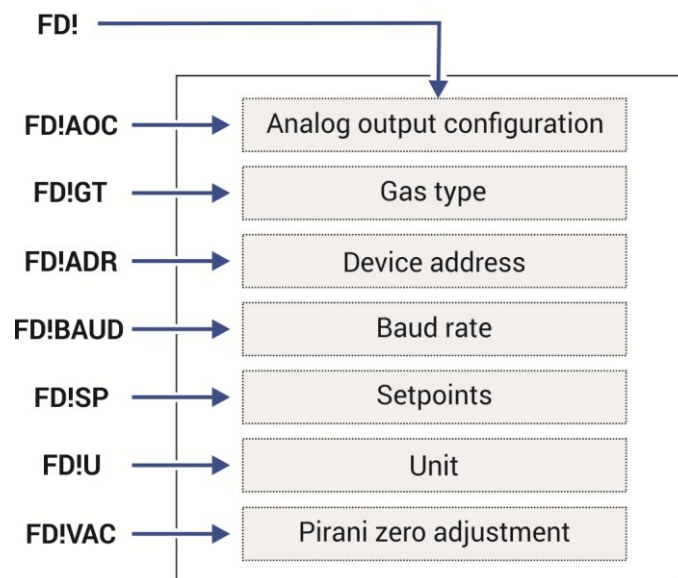 FD!
FD!AOC Analog output configuration
FD!GT Gas type
FD!ADR Device address
FD!BAUD Baud rate
FD!SP Setpoints
FD!U Unit
FD!VAC Pirani zero adjustment